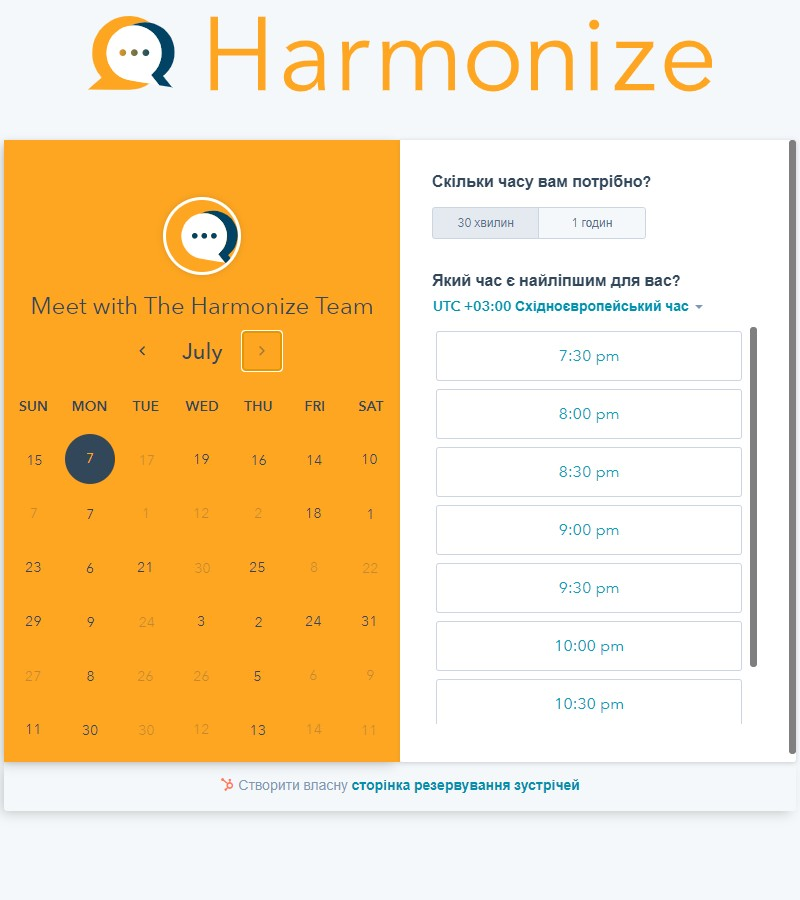 Harmonize
Meet with The Harmonize Team
July
SUN MON TUE WED THU FRI SAT
15 7 17 19 16 14 10
7 7 1 12 2 18 1
23 6 21 30 25 8 22
29 9 24 3 2 24 31
27 8 26 26 5 6 9
11 30 30 12 13 14 11
Скільки часу вам потрібно?
30 хвилин 1 годин
Який час є найліпшим для вас?
UTC +03:00 Східноєвропейський час
7:30 pm
8:00 pm
8:30 pm
9:00 pm
9:30 pm
10:00 pm
10:30 pm
Створити власну сторінка резервування зустрічей